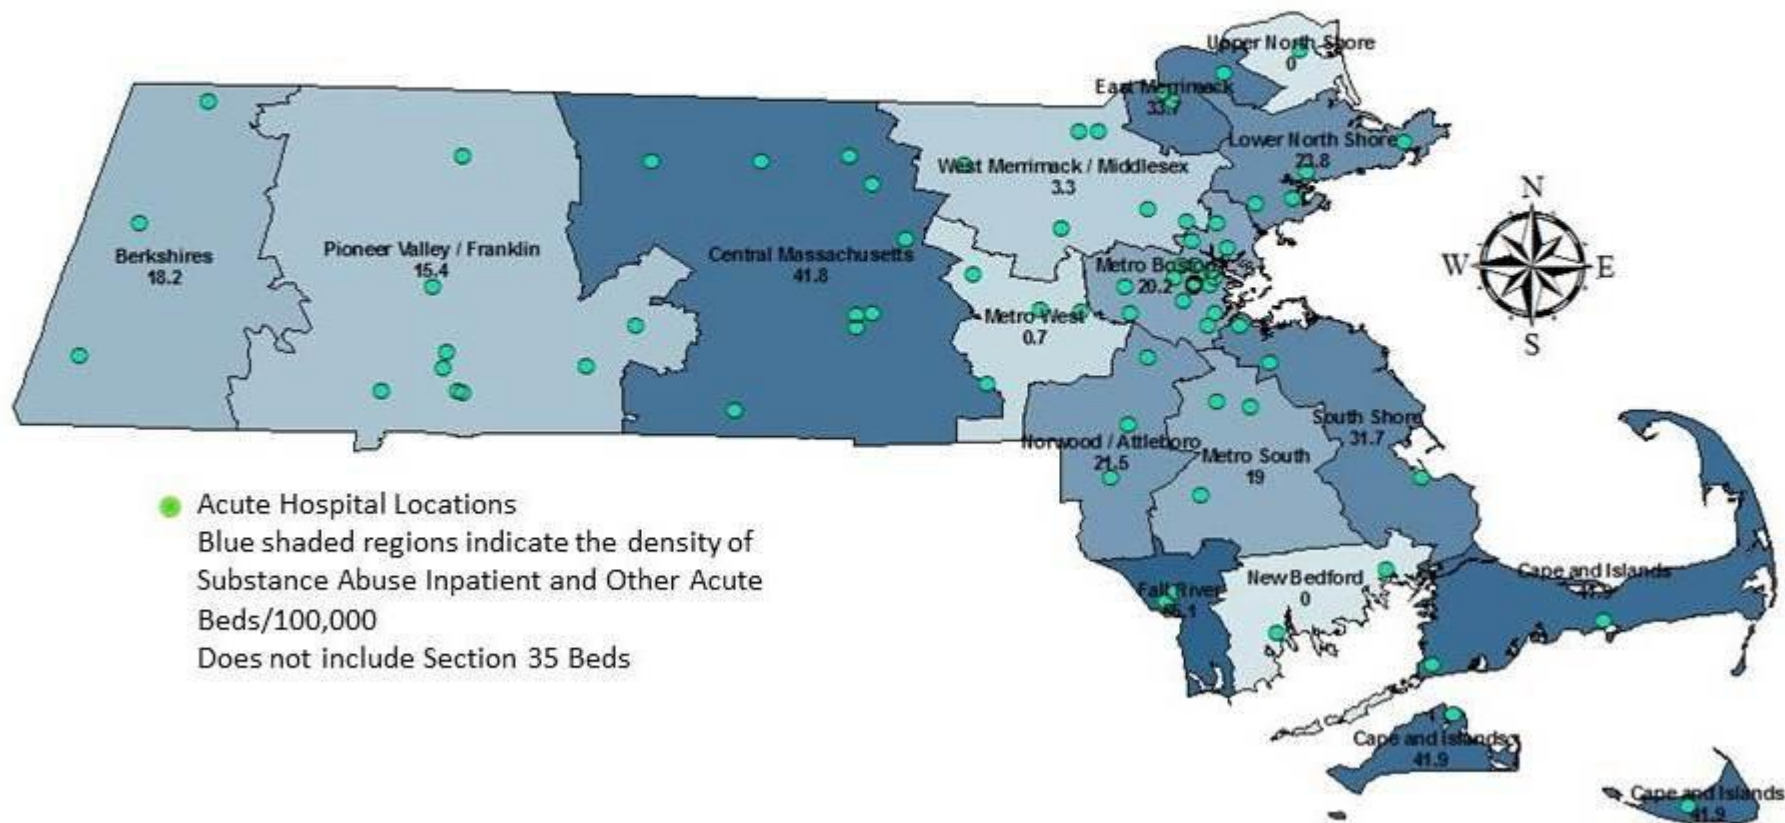 Upper North Shore
0
East Merrimack
33.7
Lower North Shore
23.8
West Merrimack / Middlesex
3.3
Pioneer Valley / Franklin
15.4
Berkshires
18.2
Central Massachusetts
41.8
Metro Boston
20.2
Metro West
0.7
N
W
E
S
South Shore
31.7
Norwood / Attleboro
21.5
Metro South
19
Acute Hospital Locations
Blue shaded regions indicate the density of
Substance Abuse Inpatient and Other Acute
Beds/100,000
Does not include Section 35 Beds
New Bedford
0
Fall River
Cape and Islands
41.9
Cape and Islands
41.9
Cape and Islands
41.9